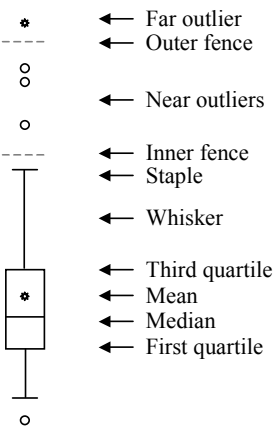 Far outlier
Outer fence
Near outliers
Inner fence
Staple
Whisker
Third quartile
Mean
Median
First quartile